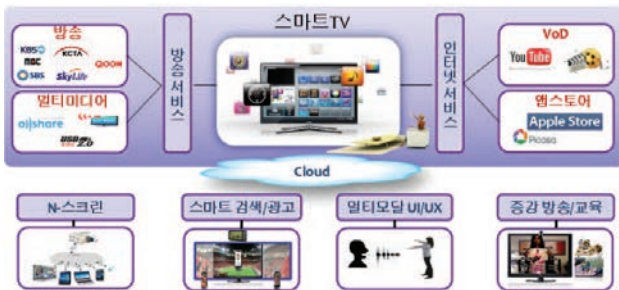 스마트TV
방송
KBS
KCTA
MBC
QOOK
SBS
SkyLife
멀티미디어
allshare
USB 2.0
방송서비스
인터넷서비스
VoD
YouTube
앱스토어
Apple Store
Picasa
Cloud
N-스크린
스마트 검색/광고
멀티모달 UI/UX
증강 방송/교육